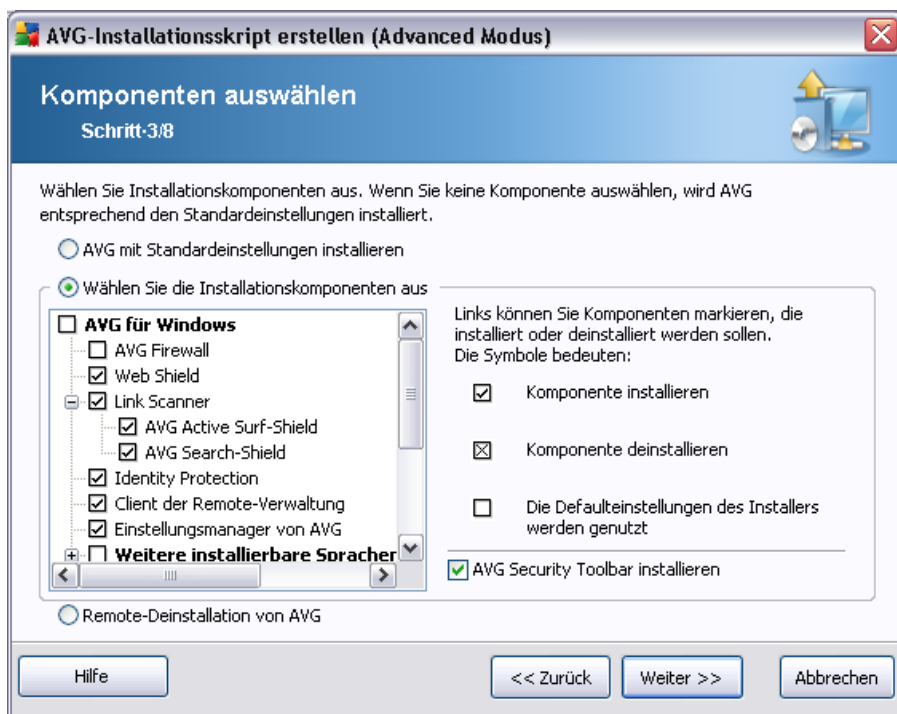 AVG-Installationsskript erstellen (Advanced Modus)
Komponenten auswählen
Schritt-3/8
Wählen Sie Installationskomponenten aus. Wenn Sie keine Komponente auswählen, wird AVG
entsprechend den Standardeinstellungen installiert.
AVG mit Standardeinstellungen installieren
Wählen Sie die Installationskomponenten aus
AVG für Windows
AVG Firewall
Web Shield
Link Scanner
AVG Active Surf-Shield
AVG Search-Shield
Identity Protection
Client der Remote-Verwaltung
Einstellungsmanager von AVG
Weitere installierbare Sprachen
Links können Sie Komponenten markieren, die
installiert oder deinstalliert werden sollen.
Die Symbole bedeuten:
Komponente installieren
Komponente deinstallieren
Die Defaulteinstellungen des Installers
werden genutzt
AVG Security Toolbar installieren
Remote-Deinstallation von AVG
Hilfe
<< Zurück
Weiter >>
Abbrechen